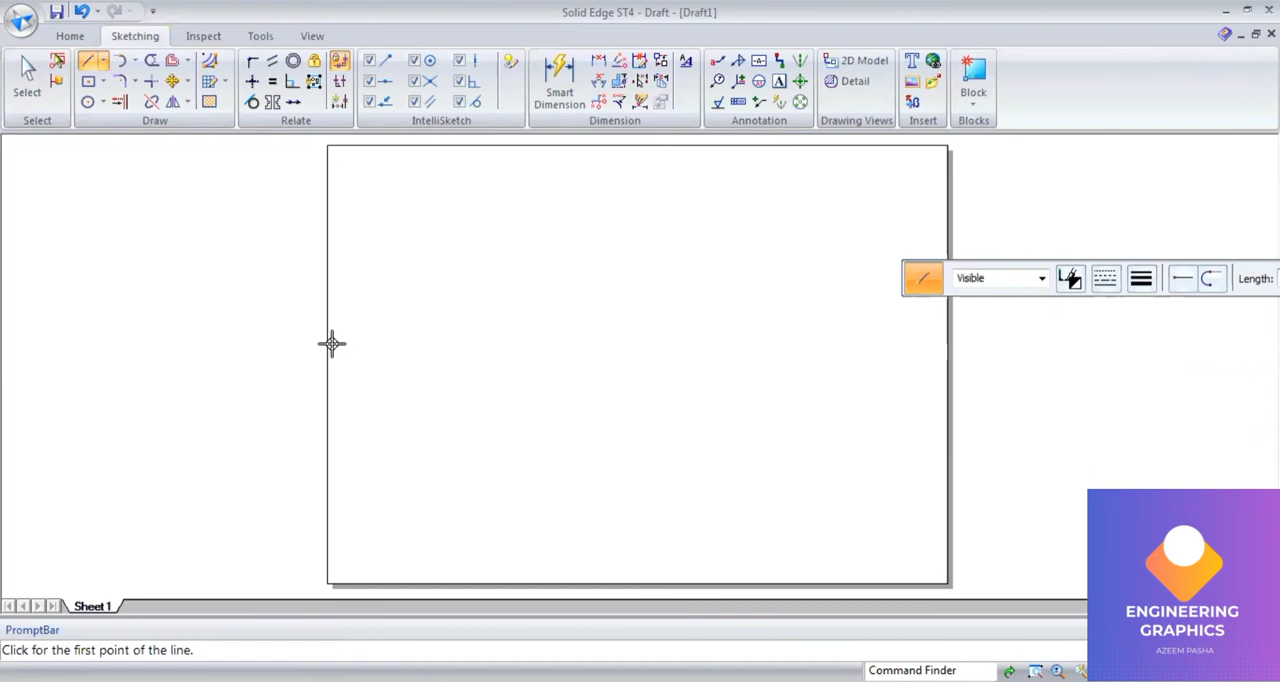 Solid Edge ST4 - Draft - [Draft1]
Home Sketching Inspect Tools View
Select
Smart
Dimension
2D Model
Detail
Block
Select Draw Relate IntelliSketch Dimension Annotation Drawing Views Insert Blocks
Visible Length:
Sheet1
PromptBar
Click for the first point of the line.
Command Finder
ENGINEERING
GRAPHICS
AZEEM PASHA